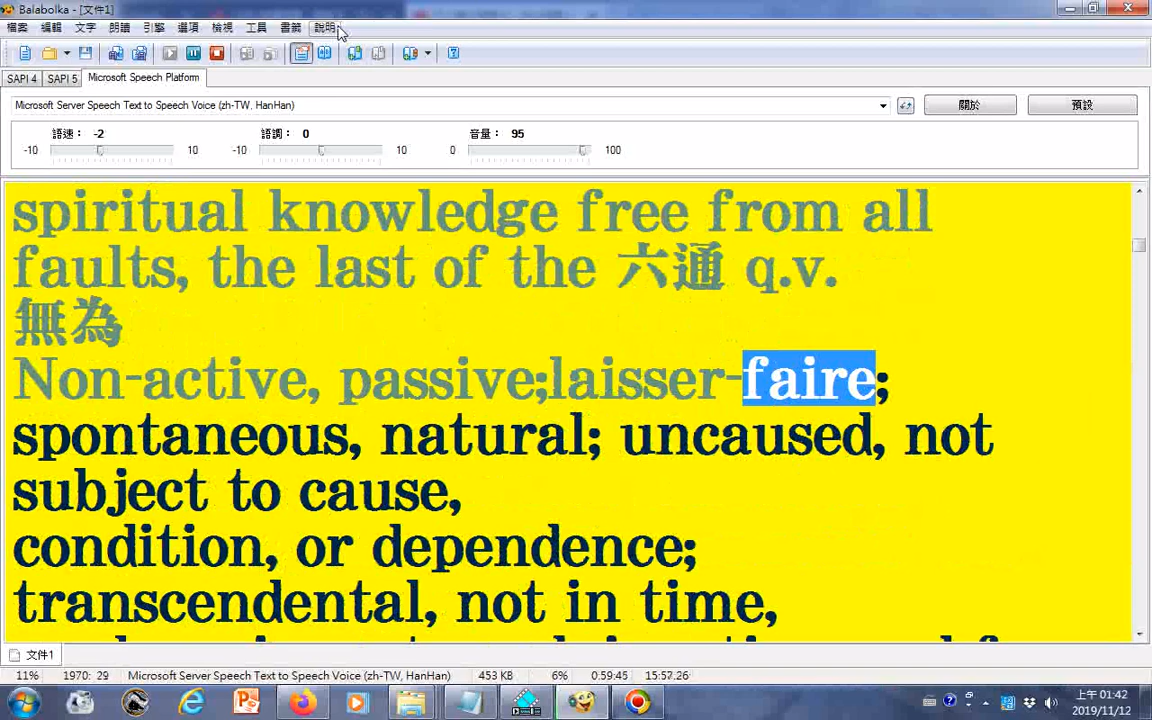 Balabolka - [文件1]
檔案 編輯 文字 朗讀 引擎 選項 檢視 工具 書籤 說明
SAPI 4 SAPI 5 Microsoft Speech Platform
Microsoft Server Speech Text to Speech Voice (zh-TW, HanHan) 關於 預設
語速： -2 語調： 0 音量： 95
-10 10 -10 10 0 100
spiritual knowledge free from all
faults, the last of the 六通 q.v.
無為
Non-active, passive;laisser-faire;
spontaneous, natural; uncaused, not
subject to cause,
condition, or dependence;
transcendental, not in time,
文件1
11% 1970: 29 Microsoft Server Speech Text to Speech Voice (zh-TW, HanHan) 453 KB 6% 0:59:45 15:57:26
上午 01:42
2019/11/12